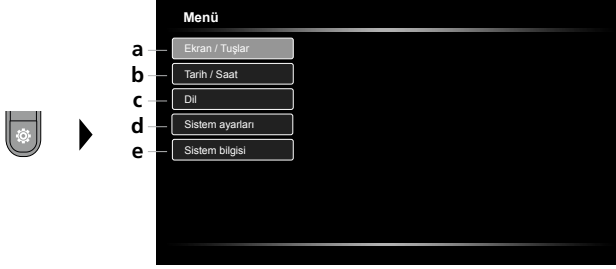 Menü
a Ekran / Tuşlar
b Tarih / Saat
c Dil
d Sistem ayarları
e Sistem bilgisi